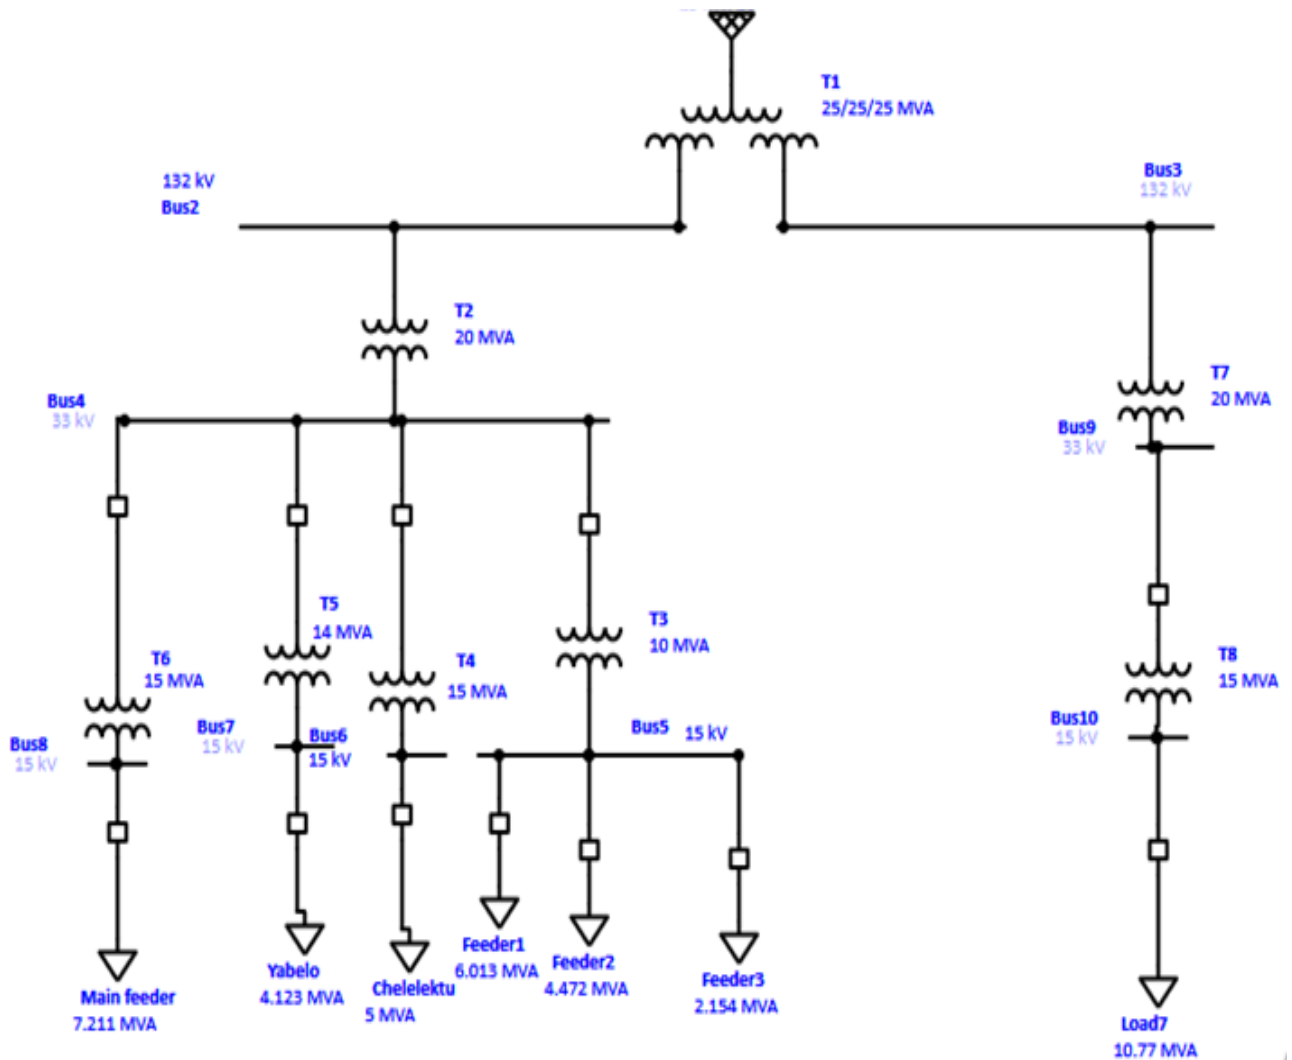 T1
25/25/25 MVA
132 kV
Bus2
Bus3
132 kV
T2
20 MVA
T7
20 MVA
Bus4
33 kV
Bus9
33 kV
T5
14 MVA
T3
10 MVA
T6
15 MVA
T4
15 MVA
T8
15 MVA
Bus8
15 kV
Bus7
15 kV
Bus6
15 kV
Bus5 15 kV
Bus10
15 kV
Main feeder
7.211 MVA
Yabelo
4.123 MVA
Chelelektu
5 MVA
Feeder1
6.013 MVA
Feeder2
4.472 MVA
Feeder3
2.154 MVA
Load7
10.77 MVA